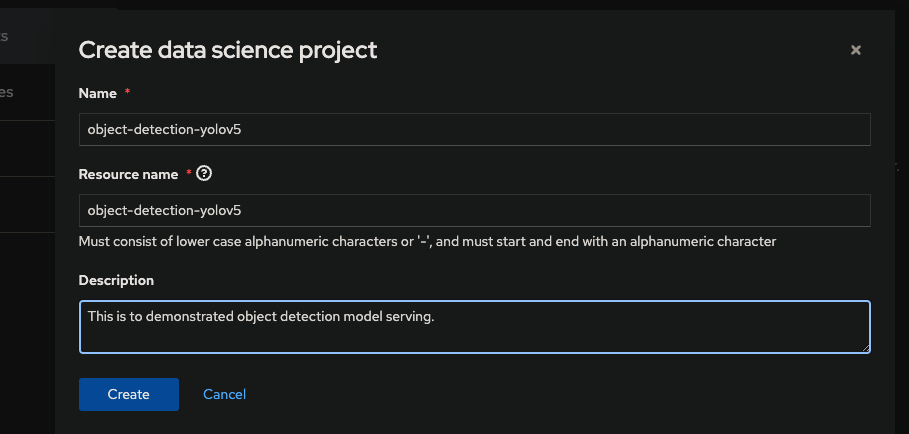 Create data science project
Name *
object-detection-yolov5
Resource name *
object-detection-yolov5
Must consist of lower case alphanumeric characters or '-', and must start and end with an alphanumeric character
Description
This is to demonstrated object detection model serving.
Create Cancel